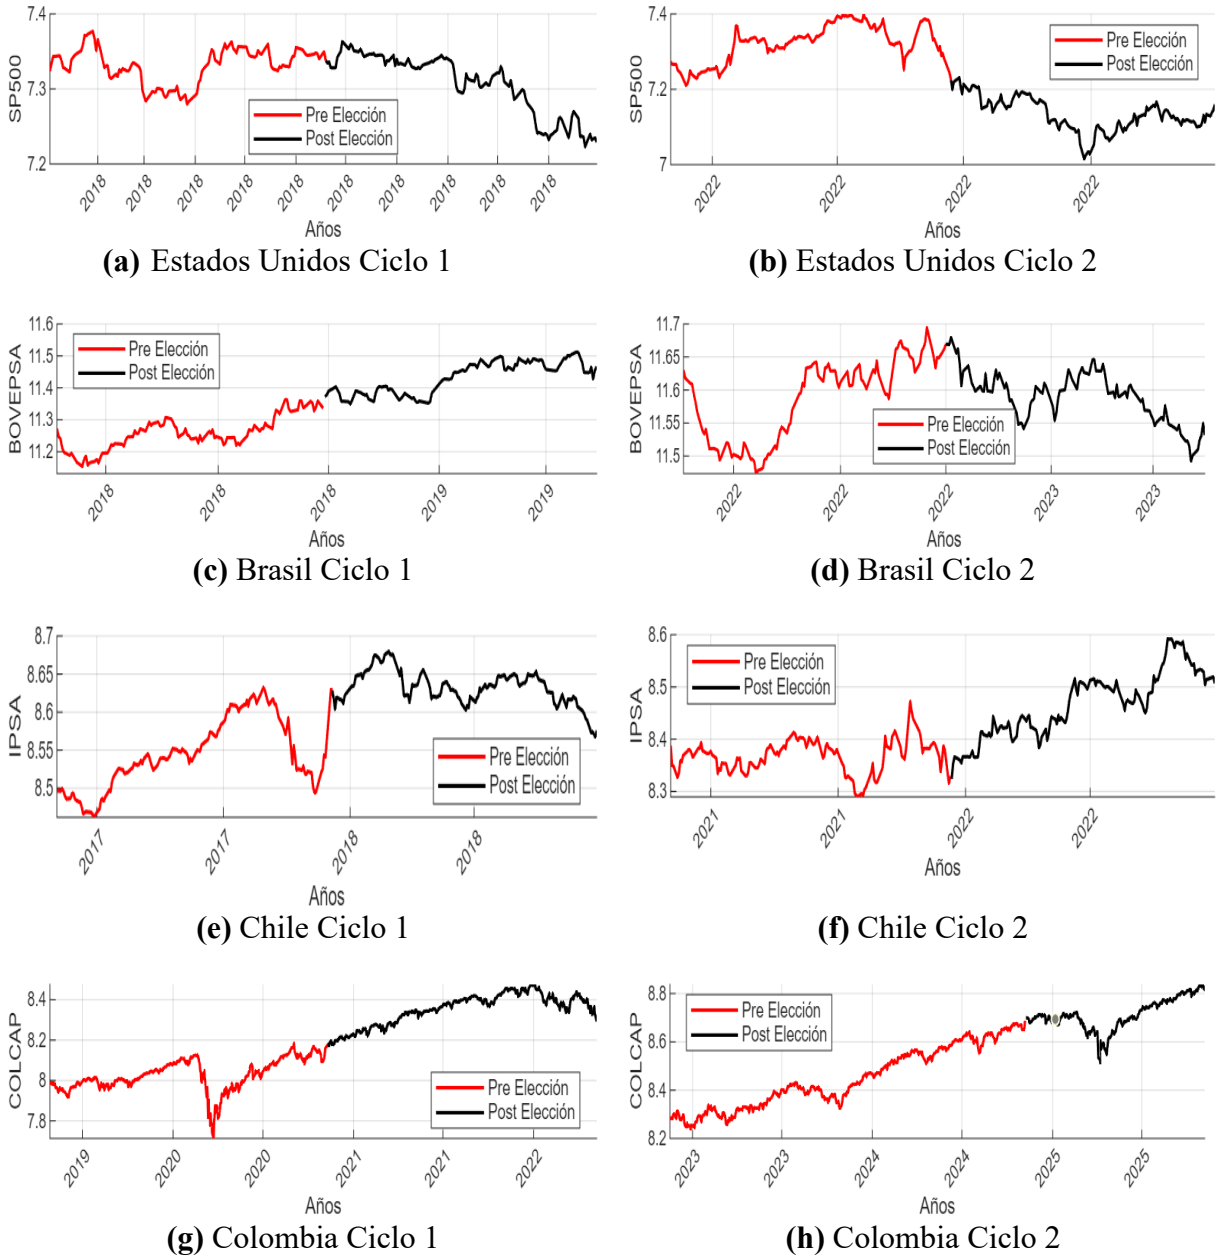 7.4
7.3
7.2
SP500
Pre Elección
Post Elección
2018
2018
2018
2018
2018
2018
2018
2018
2018
2018
Años
(a) Estados Unidos Ciclo 1
7.4
7.2
7
SP500
Pre Elección
Post Elección
2022
2022
2022
2022
Años
(b) Estados Unidos Ciclo 2
11.6
11.5
11.4
11.3
11.2
BOVEPSA
Pre Elección
Post Elección
2018
2018
2018
2019
2019
Años
(c) Brasil Ciclo 1
11.7
11.65
11.6
11.55
11.5
BOVEPSA
Pre Elección
Post Elección
2022
2022
2022
2023
2023
Años
(d) Brasil Ciclo 2
8.7
8.65
8.6
8.55
8.5
IPSA
Pre Elección
Post Elección
2017
2017
2018
2018
Años
(e) Chile Ciclo 1
8.6
8.5
8.4
8.3
IPSA
Pre Elección
Post Elección
2021
2021
2022
2022
Años
(f) Chile Ciclo 2
8.4
8.2
8
7.8
COLCAP
Pre Elección
Post Elección
2019
2020
2020
2021
2021
2022
Años
(g) Colombia Ciclo 1
8.8
8.6
8.4
8.2
COLCAP
Pre Elección
Post Elección
2023
2023
2024
2024
2025
2025
Años
(h) Colombia Ciclo 2